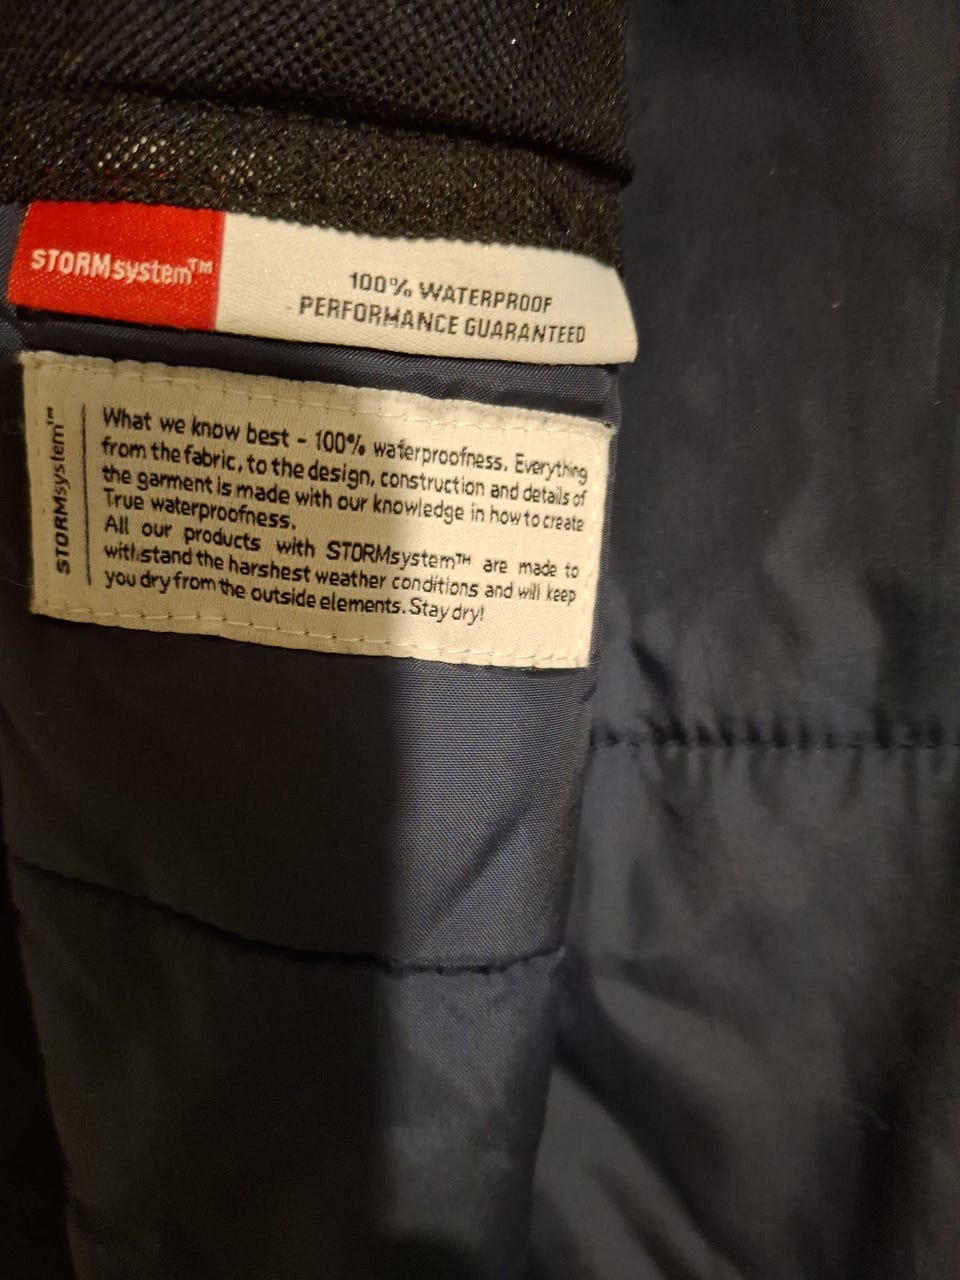 STORMsystem™
100% WATERPROOF
PERFORMANCE GUARANTEED
STORMsystem™
What we know best - 100% waterproofness. Everything
from the fabric, to the design, construction and details of
the garment is made with our knowledge in how to create
True waterproofness.
All our products with STORMsystem™ are made to
withstand the harshest weather conditions and will keep
you dry from the outside elements. Stay dry!